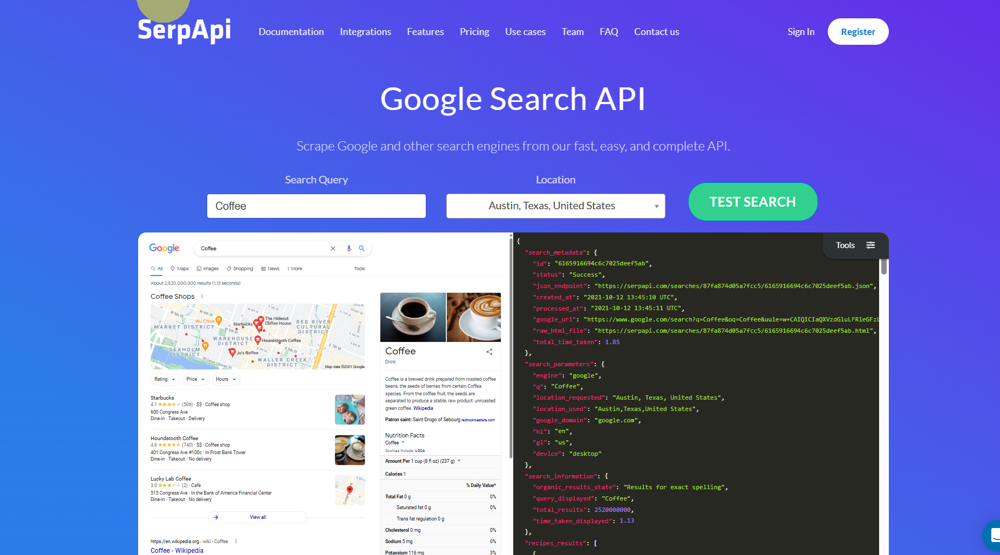 SerpApi
Documentation Integrations Features Pricing Use cases Team FAQ Contact us
Sign In Register
Google Search API
Scrape Google and other search engines from our fast, easy, and complete API.
Search Query
Coffee
Location
Austin, Texas, United States
TEST SEARCH
Google
Coffee
All Maps Images Shopping News More Tools
About 2,520,000,000 results (1.13 seconds)
Coffee Shops
W 5th St
W 6th St
Wu Chow
MARKET DISTRICT
Starbucks
The Hideout
Coffee House
RED RIVER
CULTURAL
DISTRICT
WAREHOUSE
DISTRICT
Houndstooth Coffee
E 7th St
SEAHOLM
DISTRICT
Jo's Coffee
E 5th St
WALLER CREEK
DISTRICT
W Cesar Chavez St
Map data ©2021 Google
Rating Price Hours
Starbucks
4.1 (506) · $$ · Coffee shop
600 Congress Ave
Dine-in · Takeout · Delivery
Houndstooth Coffee
4.6 (740) · $$ · Coffee shop
401 Congress Ave #100c · In Frost Bank Tower
Dine-in · Takeout · No delivery
Lucky Lab Coffee
3.0 (2) · Cafe
515 Congress Ave · In the Bank of America Financial Center
Dine-in · Takeout · No delivery
View all
https://en.wikipedia.org › wiki › Coffee
Coffee - Wikipedia
Coffee
Drink
Coffee is a brewed drink prepared from roasted coffee
beans, the seeds of berries from certain Coffea
species. From the coffee fruit, the seeds are
separated to produce a stable, raw product: unroasted
green coffee. Wikipedia
Patron saint: Saint Drogo of Sebourg redrockroasters.com
Nutrition Facts
Coffee
Sources include: USDA
Amount Per 1 cup (8 fl oz) (237 g)
Calories 1
% Daily Value*
Total Fat 0 g 0%
Saturated fat 0 g 0%
Trans fat regulation 0 g
Cholesterol 0 mg 0%
Sodium 5 mg 0%
Potassium 116 mg 3%
Tools
{
"search_metadata": {
"id": "6165916694c6c7025deef5ab",
"status": "Success",
"json_endpoint": "https://serpapi.com/searches/87fa874d05a7fcc5/6165916694c6c7025deef5ab.json",
"created_at": "2021-10-12 13:45:10 UTC",
"processed_at": "2021-10-12 13:45:11 UTC",
"google_url": "https://www.google.com/search?q=Coffee&oq=Coffee&uule=w+CAIQICIaQXVzdGluLFRleGFzL
"raw_html_file": "https://serpapi.com/searches/87fa874d05a7fcc5/6165916694c6c7025deef5ab.html",
"total_time_taken": 1.85
},
"search_parameters": {
"engine": "google",
"q": "Coffee",
"location_requested": "Austin, Texas, United States",
"location_used": "Austin,Texas,United States",
"google_domain": "google.com",
"hl": "en",
"gl": "us",
"device": "desktop"
},
"search_information": {
"organic_results_state": "Results for exact spelling",
"query_displayed": "Coffee",
"total_results": 2520000000,
"time_taken_displayed": 1.13
},
"recipes_results": [
{